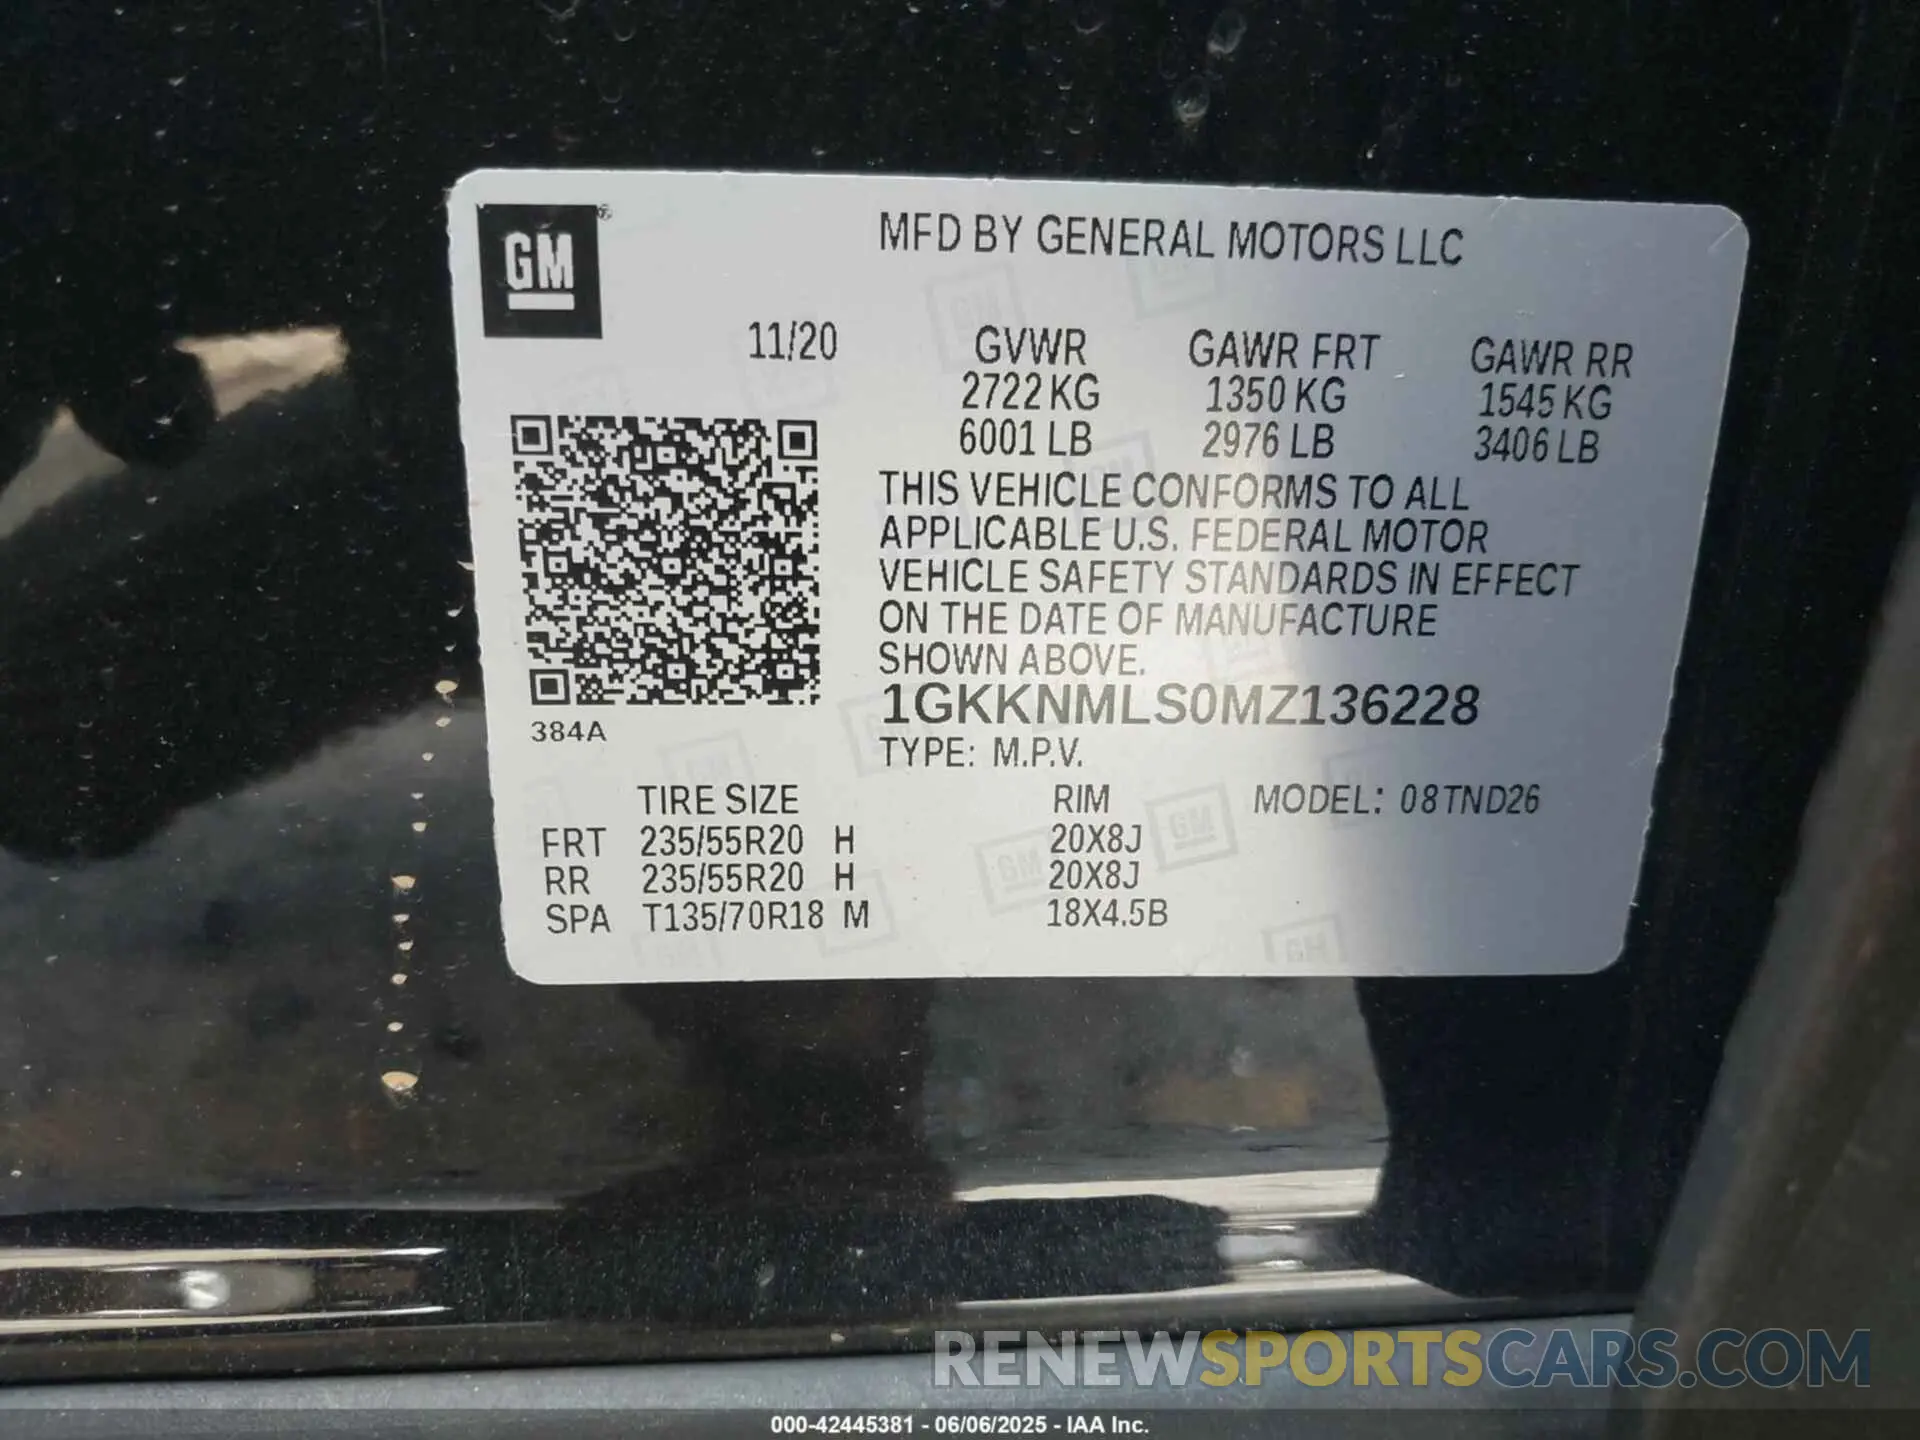 GM ®
MFD BY GENERAL MOTORS LLC
11/20 GVWR GAWR FRT GAWR RR
2722 KG 1350 KG 1545 KG
6001 LB 2976 LB 3406 LB
THIS VEHICLE CONFORMS TO ALL
APPLICABLE U.S. FEDERAL MOTOR
VEHICLE SAFETY STANDARDS IN EFFECT
ON THE DATE OF MANUFACTURE
SHOWN ABOVE.
1GKKNMLS0MZ136228
384A
TYPE: M.P.V.
TIRE SIZE RIM MODEL: 08TND26
FRT 235/55R20 H 20X8J
RR 235/55R20 H 20X8J
SPA T135/70R18 M 18X4.5B
RENEWSPORTSCARS.COM
000-42445381 - 06/06/2025 - IAA Inc.